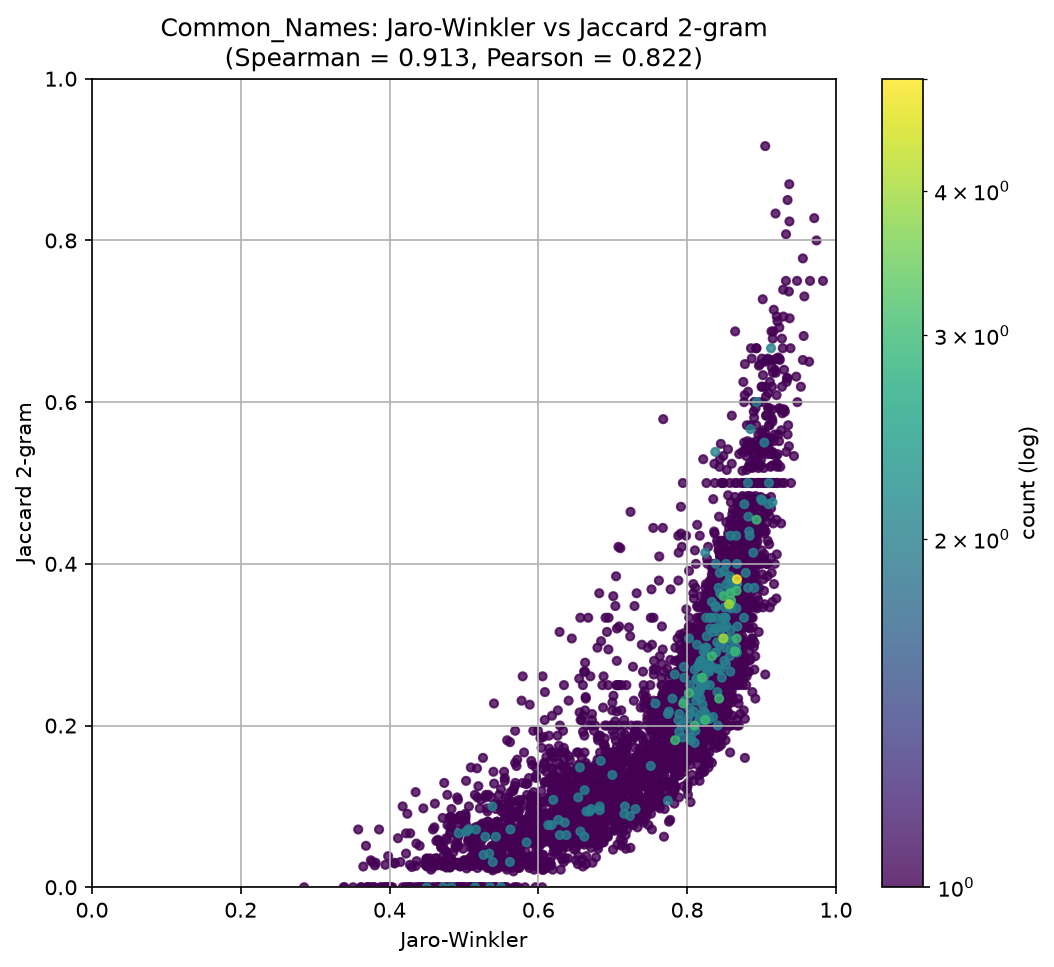 Common_Names: Jaro-Winkler vs Jaccard 2-gram
(Spearman = 0.913, Pearson = 0.822)
Jaccard 2-gram
1.0
0.8
0.6
0.4
0.2
0.0
0.0 0.2 0.4 0.6 0.8 1.0
Jaro-Winkler
4 × 10⁰
3 × 10⁰
2 × 10⁰
10⁰
count (log)